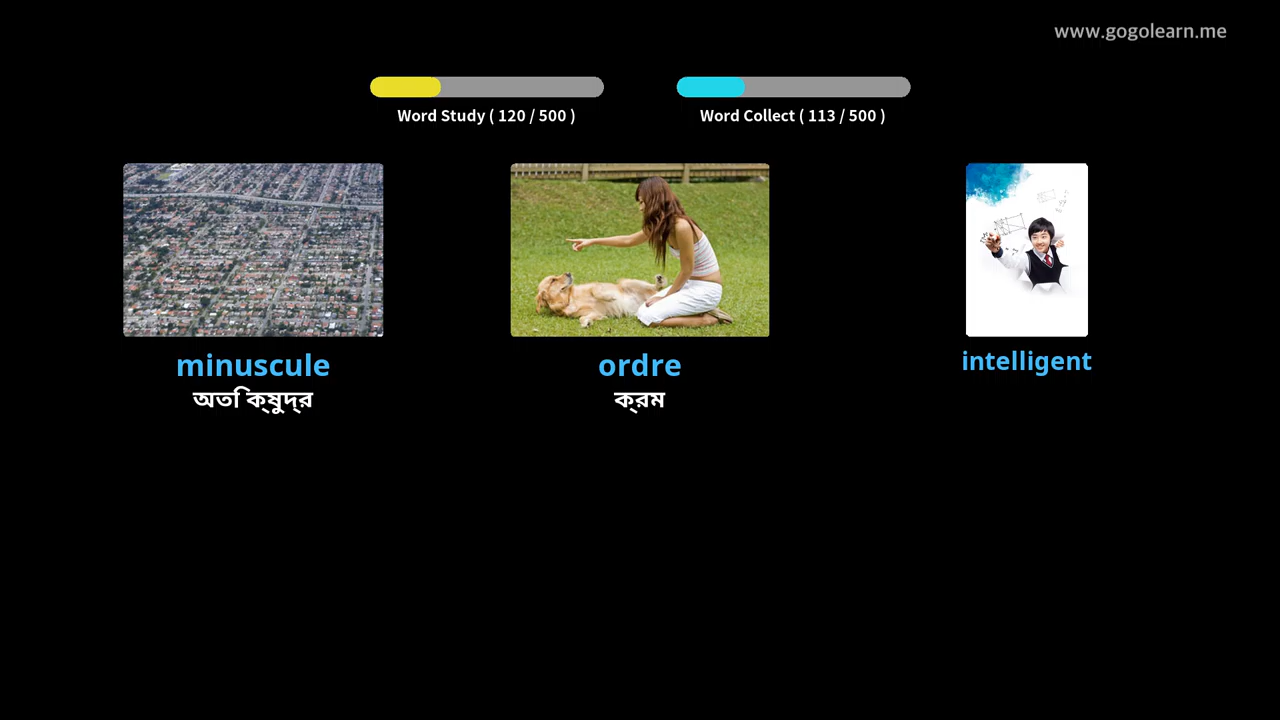 www.gogolearn.me
Word Study ( 120 / 500 )
Word Collect ( 113 / 500 )
minuscule
ordre
intelligent
অতি ক্ষুদ্র
ক্রম